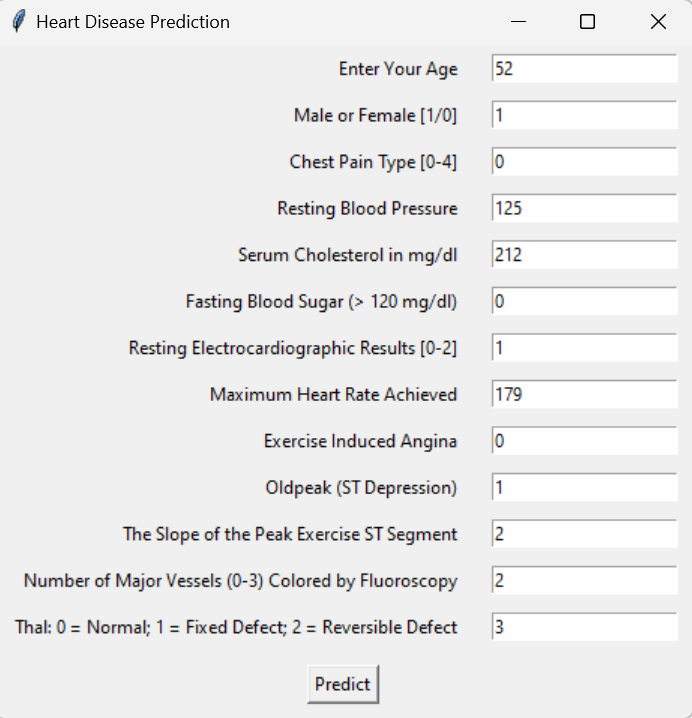 Heart Disease Prediction
Enter Your Age 52
Male or Female [1/0] 1
Chest Pain Type [0-4] 0
Resting Blood Pressure 125
Serum Cholesterol in mg/dl 212
Fasting Blood Sugar (> 120 mg/dl) 0
Resting Electrocardiographic Results [0-2] 1
Maximum Heart Rate Achieved 179
Exercise Induced Angina 0
Oldpeak (ST Depression) 1
The Slope of the Peak Exercise ST Segment 2
Number of Major Vessels (0-3) Colored by Fluoroscopy 2
Thal: 0 = Normal; 1 = Fixed Defect; 2 = Reversible Defect 3
Predict